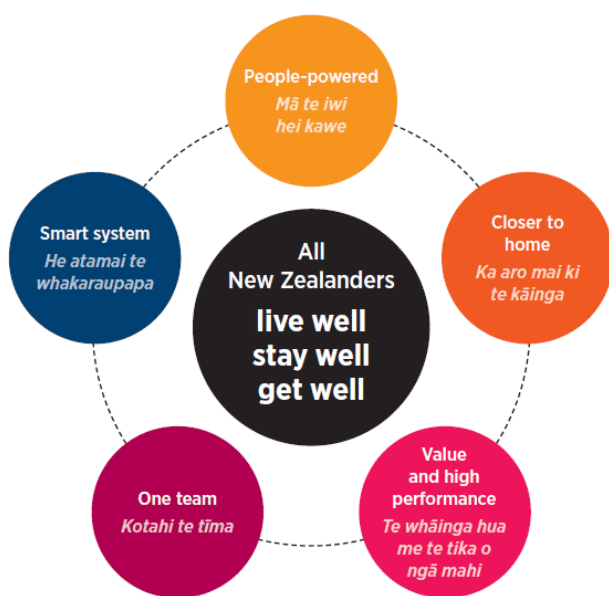 People-powered
Mā te iwi
hei kawe
Closer to
home
Ka aro mai ki
te kāinga
Value
and high
performance
Te whāinga hua
me te tika o
ngā mahi
One team
Kotahi te tīma
Smart system
He atamai te
whakaraupapa
All
New Zealanders
live well
stay well
get well